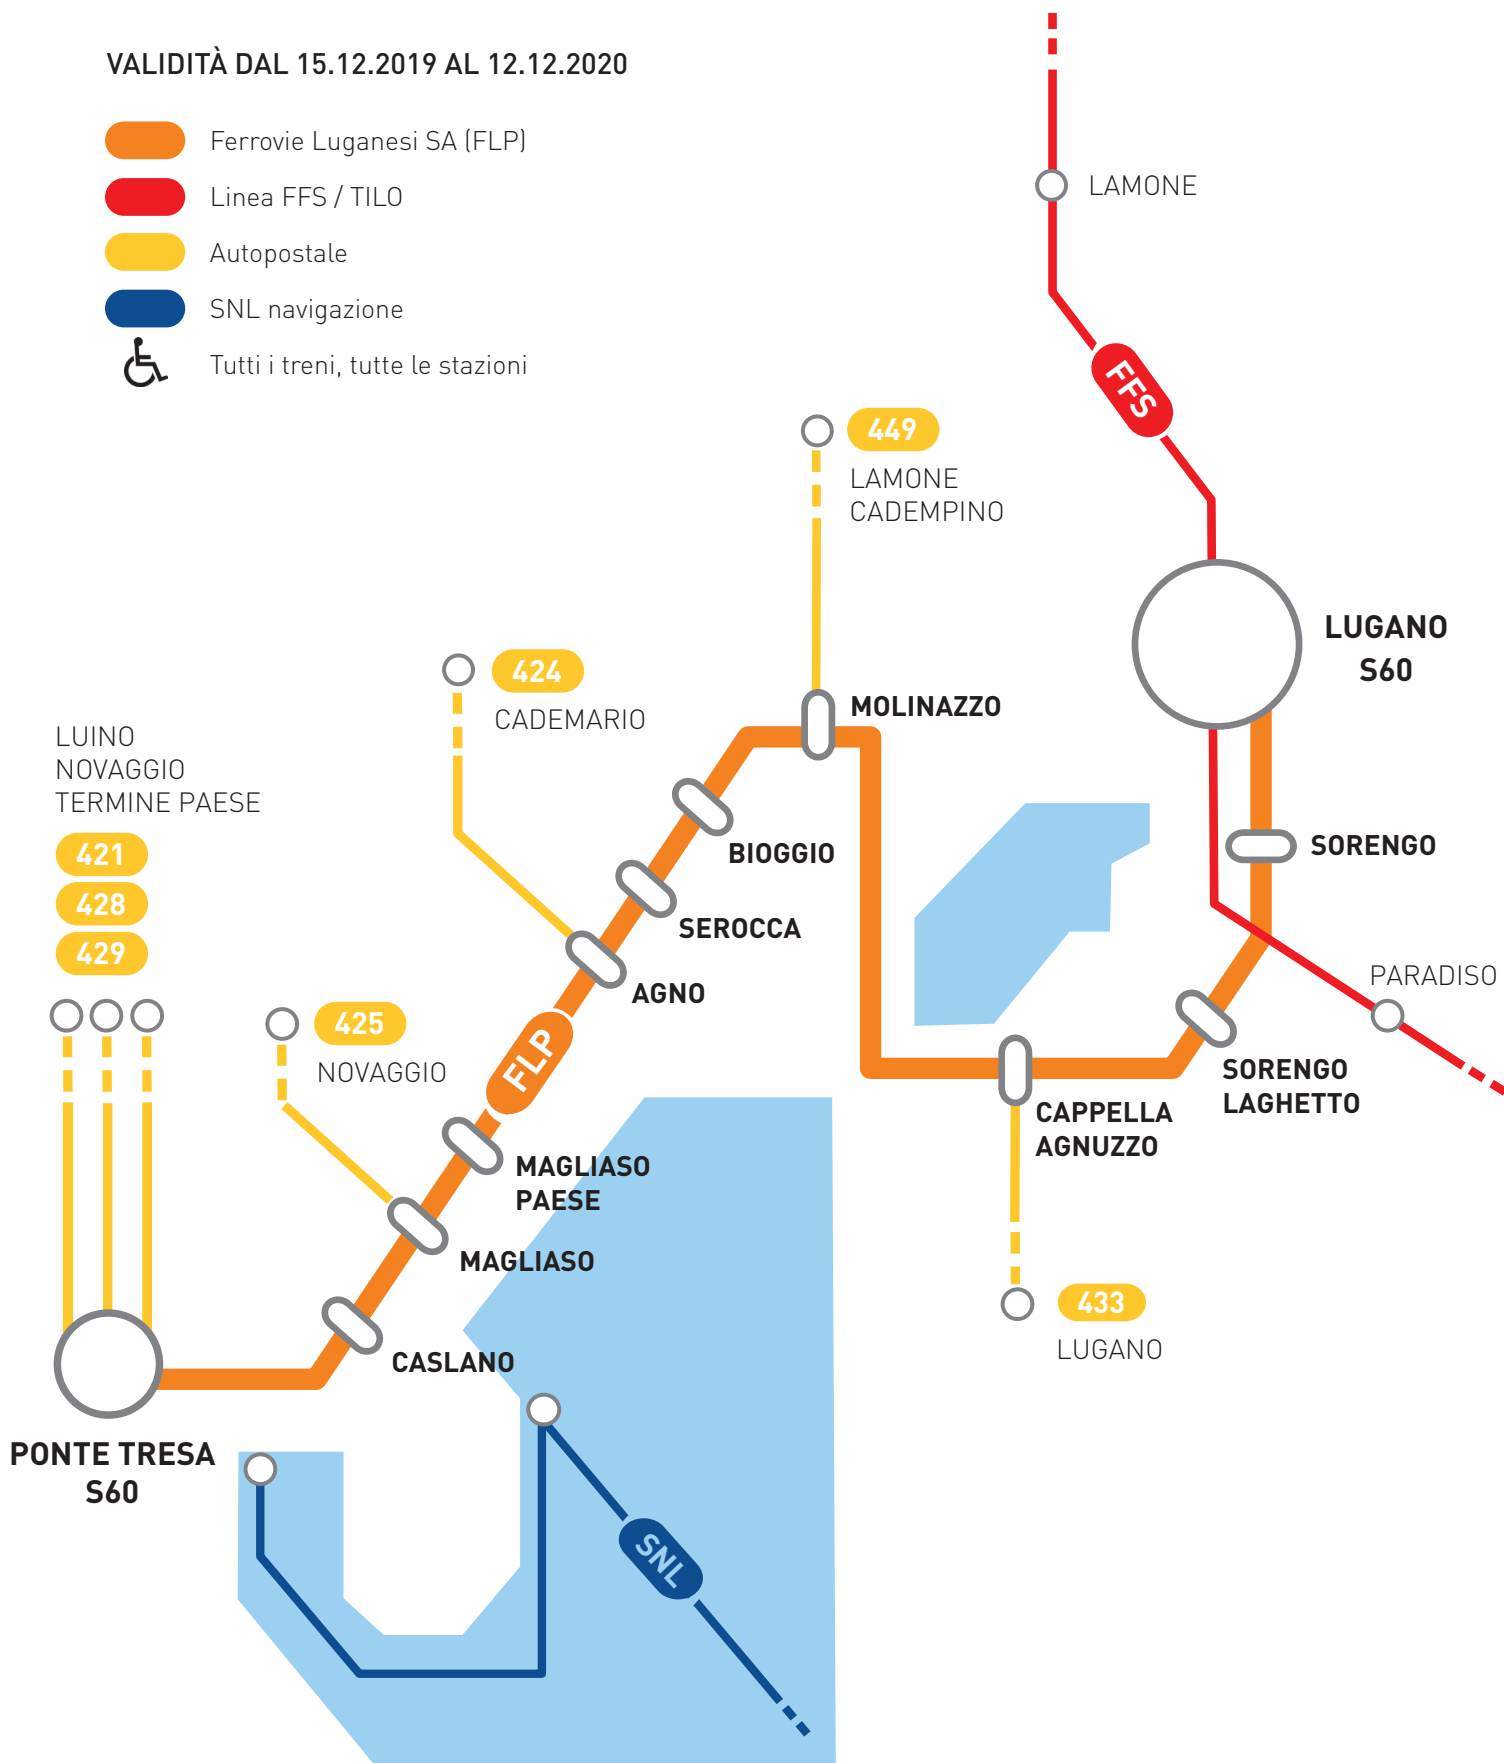 VALIDITÀ DAL 15.12.2019 AL 12.12.2020
Ferrovie Luganesi SA (FLP)
Linea FFS / TILO
Autopostale
SNL navigazione
Tutti i treni, tutte le stazioni
LAMONE
FFS
449
LAMONE
CADEMPINO
LUGANO
S60
424
CADEMARIO
MOLINAZZO
LUINO
NOVAGGIO
TERMINE PAESE
421
428
429
BIOGGIO
SORENGO
SEROCCA
AGNO
PARADISO
425
NOVAGGIO
FLP
SORENGO
LAGHETTO
CAPPELLA
AGNUZZO
MAGLIASO
PAESE
MAGLIASO
433
LUGANO
CASLANO
PONTE TRESA
S60
SNL